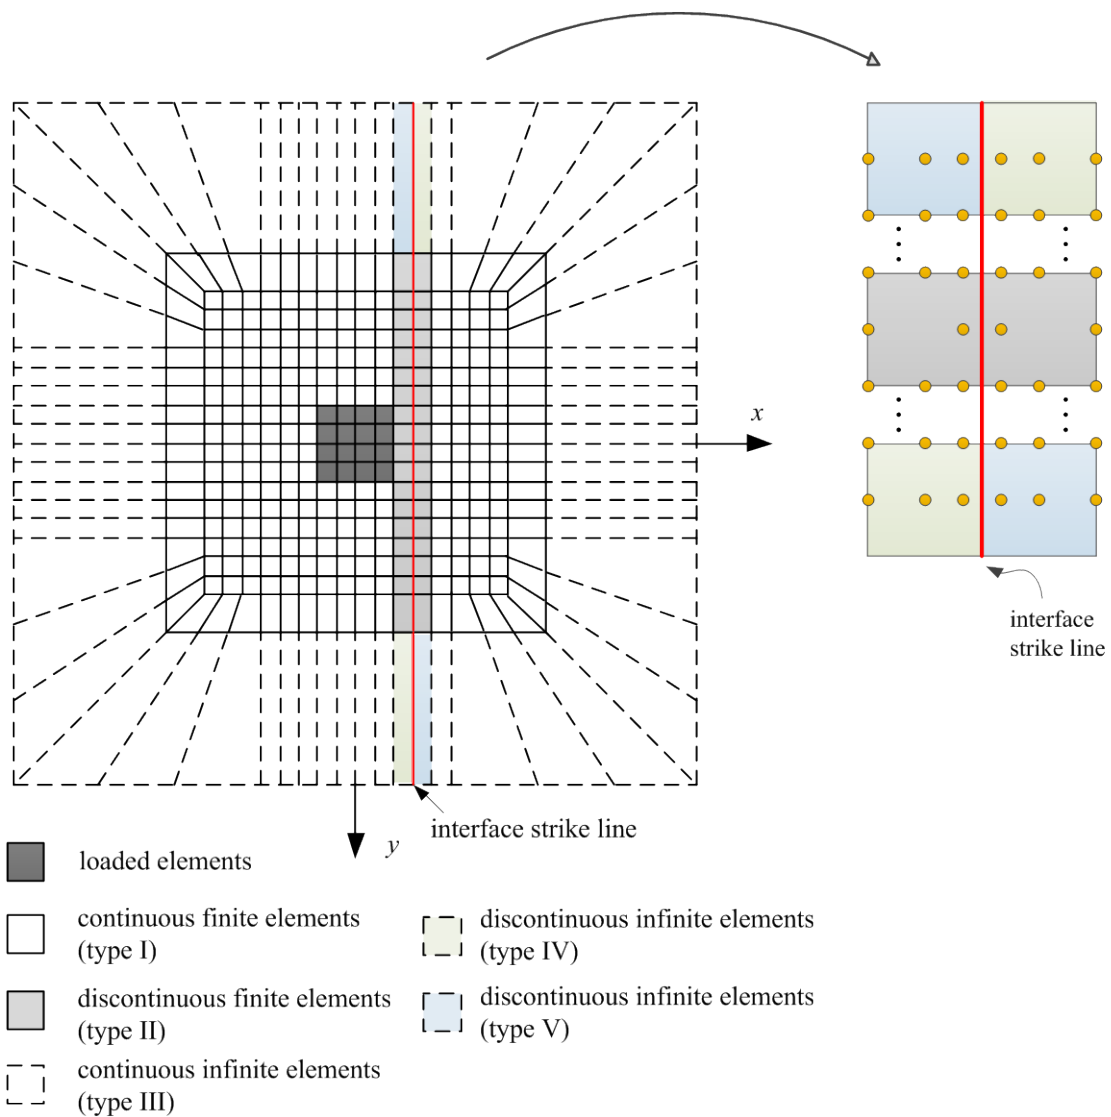 x
interface
strike line
interface strike line
y
loaded elements
continuous finite elements
(type I)
discontinuous finite elements
(type II)
continuous infinite elements
(type III)
discontinuous infinite elements
(type IV)
discontinuous infinite elements
(type V)